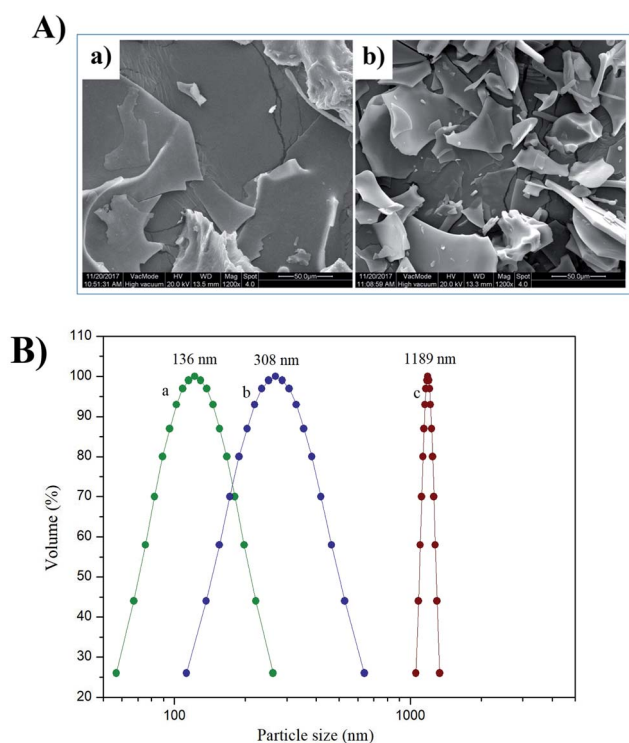 A)
a)
b)
11/20/2017 VacMode HV WD Mag Spot
10:51:31 AM High vacuum 20.0 kV 13.5 mm 1200x 4.0 50.0µm
11/20/2017 VacMode HV WD Mag Spot
11:08:59 AM High vacuum 20.0 kV 13.3 mm 1200x 4.0 50.0µm
B)
110
100
90
80
70
60
50
40
30
20
Volume (%)
136 nm
308 nm
1189 nm
a
b
c
100
1000
Particle size (nm)